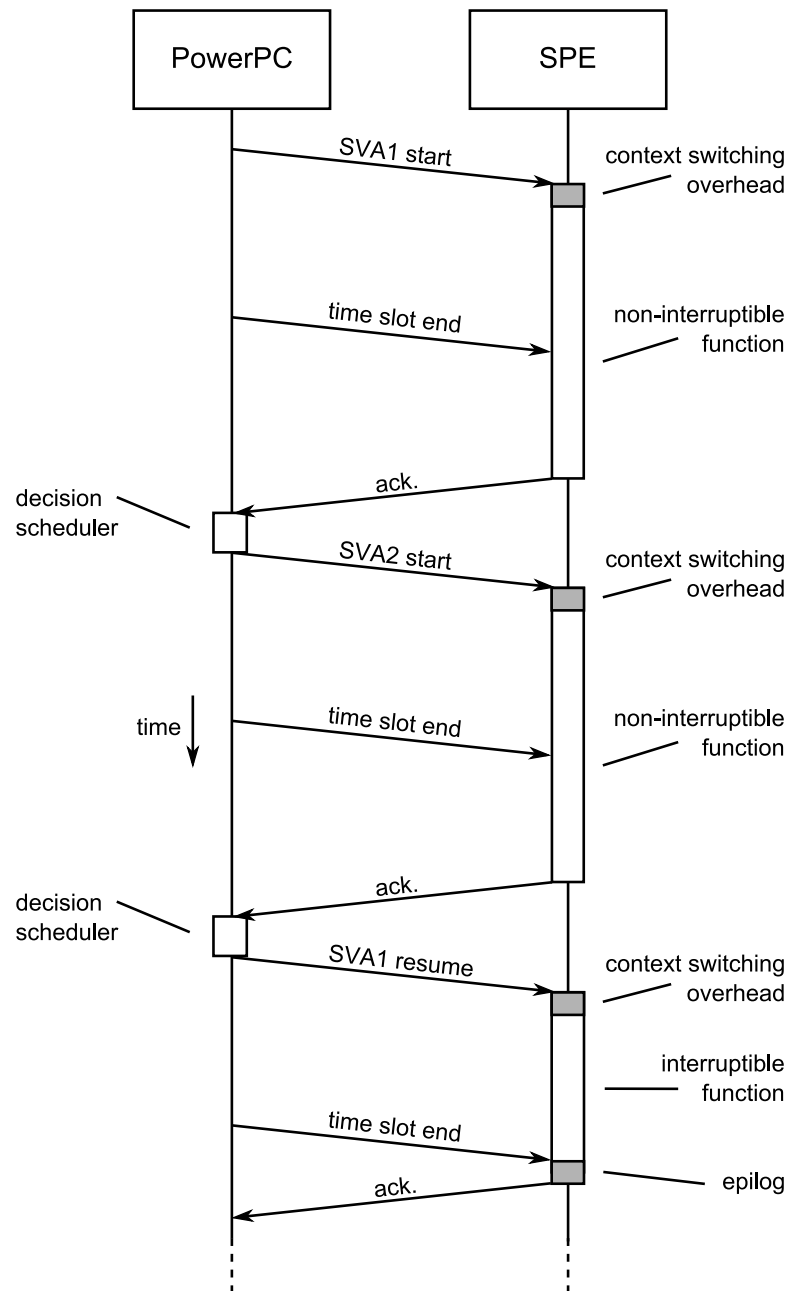 PowerPC
SPE
SVA1 start
context switching
overhead
time slot end
non-interruptible
function
ack.
decision
scheduler
SVA2 start
context switching
overhead
time
time slot end
non-interruptible
function
ack.
decision
scheduler
SVA1 resume
context switching
overhead
interruptible
function
time slot end
ack.
epilog